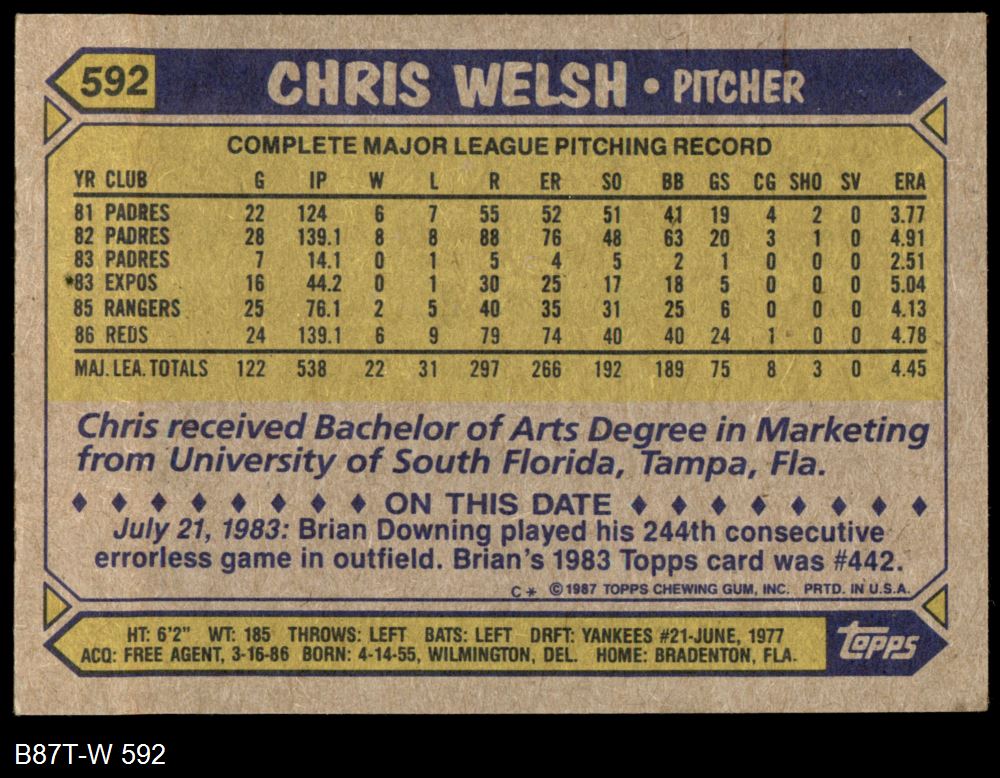 592 CHRIS WELSH • PITCHER
COMPLETE MAJOR LEAGUE PITCHING RECORD
YR CLUB G IP W L R ER SO BB GS CG SHO SV ERA
81 PADRES 22 124 6 7 55 52 51 41 19 4 2 0 3.77
82 PADRES 28 139.1 8 8 88 76 48 63 20 3 1 0 4.91
83 PADRES 7 14.1 0 1 5 4 5 2 1 0 0 0 2.51
83 EXPOS 16 44.2 0 1 30 25 17 18 5 0 0 0 5.04
85 RANGERS 25 76.1 2 5 40 35 31 25 6 0 0 0 4.13
86 REDS 24 139.1 6 9 79 74 40 40 24 1 0 0 4.78
MAJ. LEA. TOTALS 122 538 22 31 297 266 192 189 75 8 3 0 4.45
Chris received Bachelor of Arts Degree in Marketing
from University of South Florida, Tampa, Fla.
♦ ♦ ♦ ♦ ♦ ♦ ♦ ♦ ON THIS DATE ♦ ♦ ♦ ♦ ♦ ♦ ♦ ♦
July 21, 1983: Brian Downing played his 244th consecutive
errorless game in outfield. Brian's 1983 Topps card was #442.
C* ©1987 TOPPS CHEWING GUM, INC. PRTD. IN U.S.A.
HT: 6'2" WT: 185 THROWS: LEFT BATS: LEFT DRFT: YANKEES #21-JUNE, 1977
ACQ: FREE AGENT, 3-16-86 BORN: 4-14-55, WILMINGTON, DEL. HOME: BRADENTON, FLA.
topps
B87T-W 592